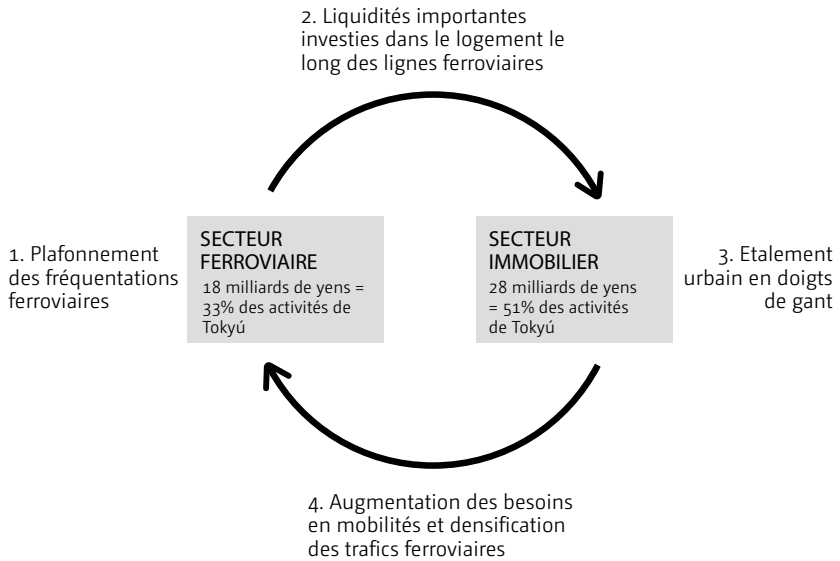 2. Liquidités importantes
investies dans le logement le
long des lignes ferroviaires
1. Plafonnement
des fréquentations
ferroviaires
SECTEUR
FERROVIAIRE
18 milliards de yens =
33% des activités de
Tokyú
SECTEUR
IMMOBILIER
28 milliards de yens
= 51% des activités
de Tokyú
3. Etalement
urbain en doigts
de gant
4. Augmentation des besoins
en mobilités et densification
des trafics ferroviaires